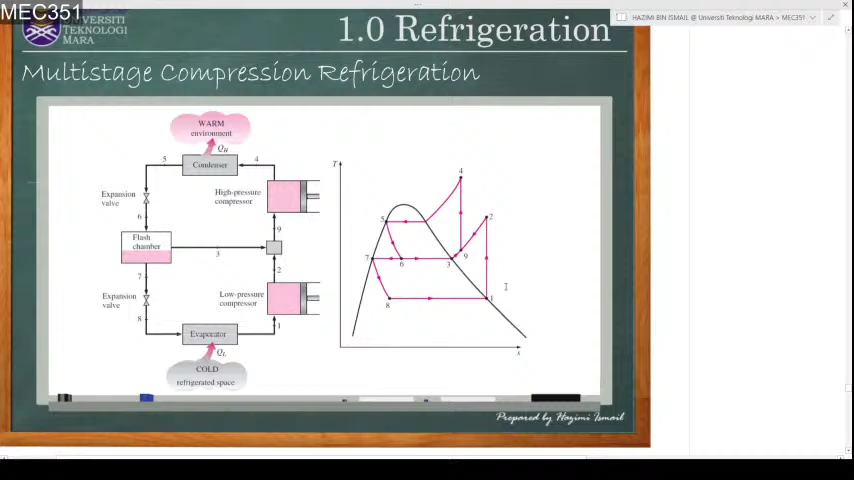 MEC351
UNIVERSITI
TEKNOLOGI
MARA
1.0 Refrigeration
HAZIMI BIN ISMAIL @ Universiti Teknologi MARA > MEC351
Multistage Compression Refrigeration
WARM
environment
QH
5
4
Condenser
Expansion
valve
High-pressure
compressor
6
9
Flash
chamber
3
7
2
Expansion
valve
Low-pressure
compressor
8
1
Evaporator
QL
COLD
refrigerated space
T
4
5
2
7
6
3
9
8
1
s
Prepared by Hazimi Ismail